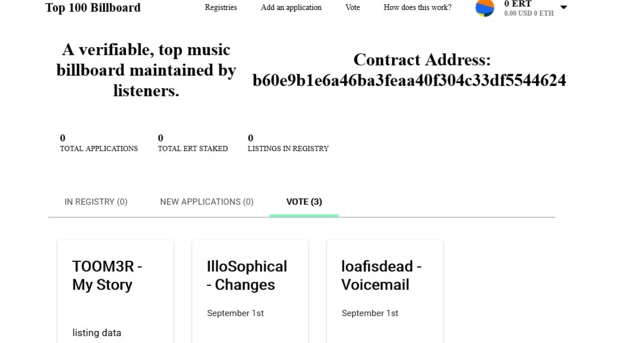 Top 100 Billboard
Registries
Add an application
Vote
How does this work?
0 ERT
0.00 USD 0 ETH
A verifiable, top music
billboard maintained by
listeners.
Contract Address:
b60e9b1e6a46ba3feaa40f304c33df5544624
0
TOTAL APPLICATIONS
0
TOTAL ERT STAKED
0
LISTINGS IN REGISTRY
IN REGISTRY (0)
NEW APPLICATIONS (0)
VOTE (3)
TOOM3R -
My Story
listing data
IlloSophical
- Changes
September 1st
loafisdead -
Voicemail
September 1st